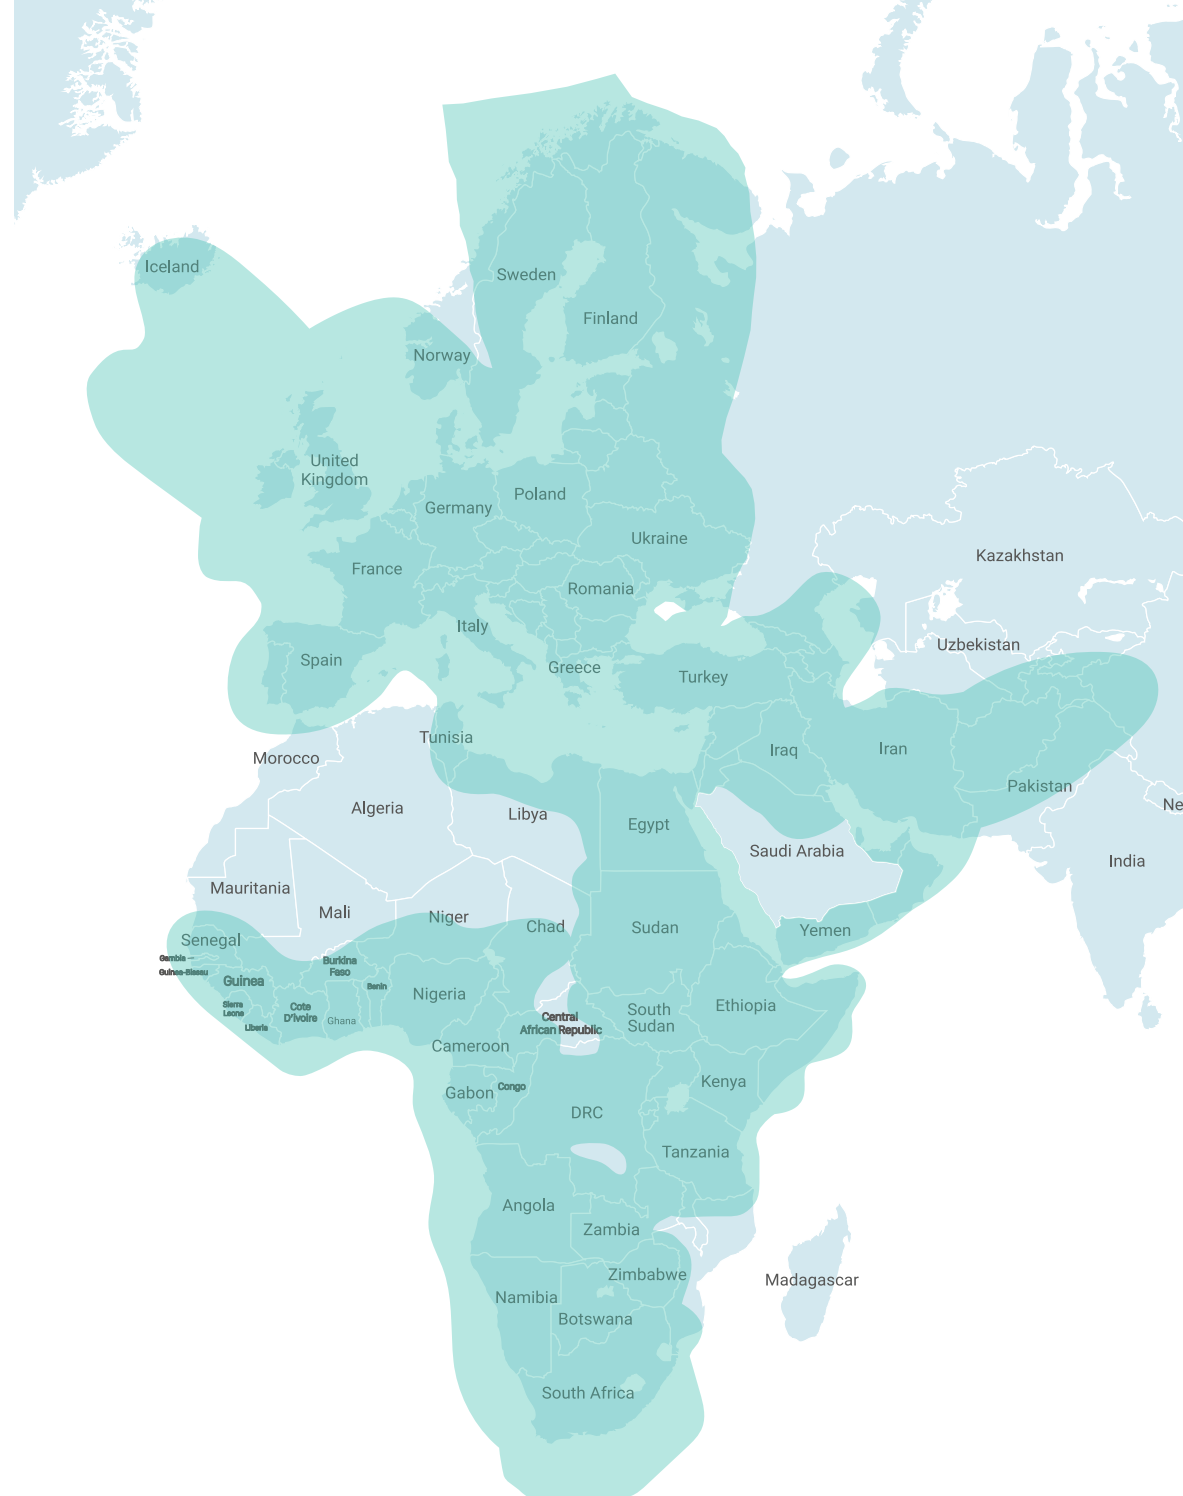 Iceland
Sweden
Finland
Norway
United
Kingdom
Germany
Poland
Ukraine
France
Romania
Italy
Spain
Greece
Turkey
Kazakhstan
Uzbekistan
Tunisia
Morocco
Iraq
Iran
Pakistan
Algeria
Libya
Egypt
Ne
Saudi Arabia
India
Mauritania
Mali
Niger
Chad
Sudan
Yemen
Senegal
Gambia
Guinea-Bissau
Burkina
Faso
Guinea
Benin
Nigeria
Sierra
Leone
Liberia
Cote
D'ivoire
Ghana
Central
African Republic
South
Sudan
Ethiopia
Cameroon
Gabon
Congo
Kenya
DRC
Tanzania
Angola
Zambia
Zimbabwe
Madagascar
Namibia
Botswana
South Africa